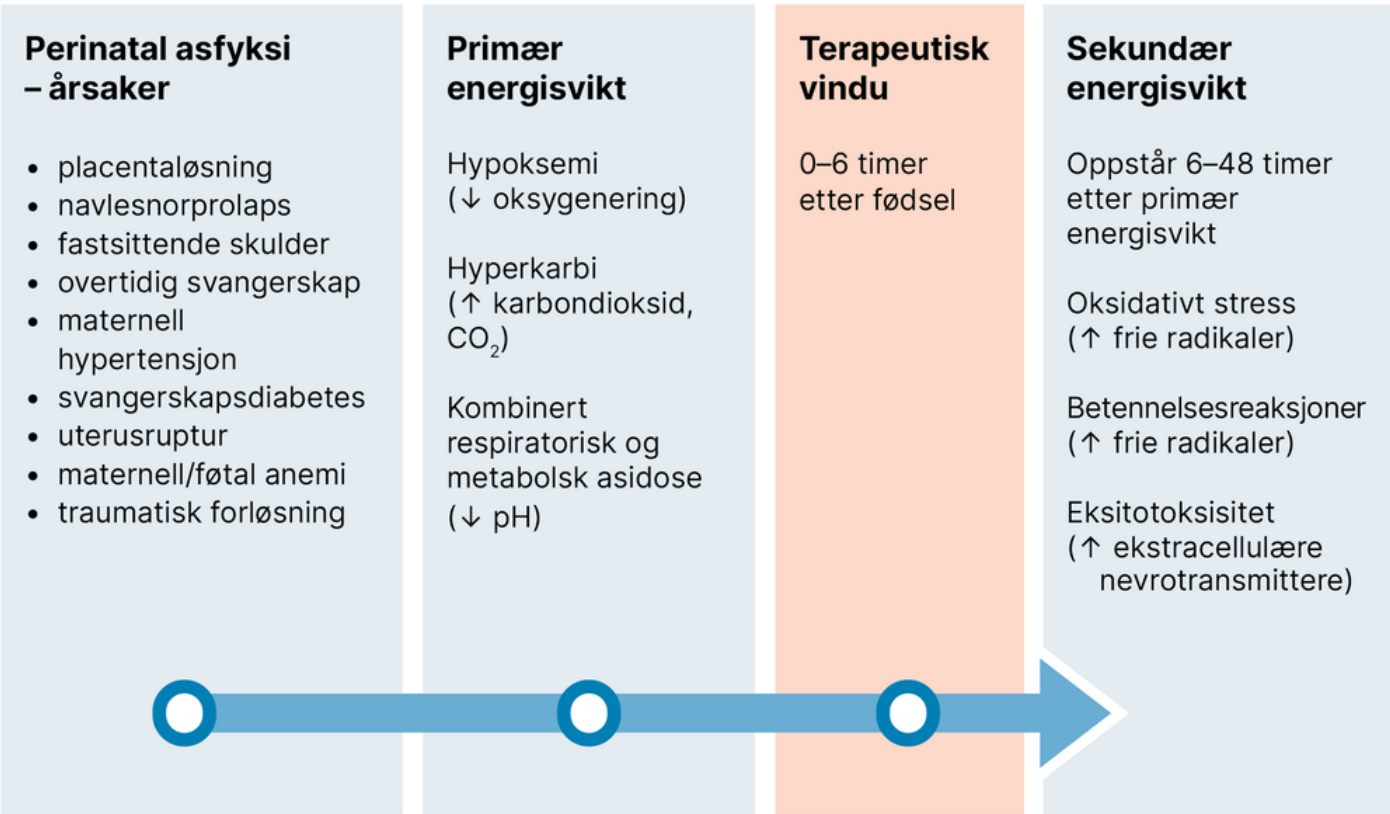 Perinatal asfyksi
– årsaker
• placentaløsning
• navlesnorprolaps
• fastsittende skulder
• overtidig svangerskap
• maternell
hypertensjon
• svangerskapsdiabetes
• uterusruptur
• maternell/føtal anemi
• traumatisk forløsning
Primær
energisvikt
Hypoksemi
(↓ oksygenering)
Hyperkarbi
(↑ karbondioksid,
CO₂)
Kombinert
respiratorisk og
metabolsk asidose
(↓ pH)
Terapeutisk
vindu
0–6 timer
etter fødsel
Sekundær
energisvikt
Oppstår 6–48 timer
etter primær
energisvikt
Oksidativt stress
(↑ frie radikaler)
Betennelsesreaksjoner
(↑ frie radikaler)
Eksitotoksisitet
(↑ ekstracellulære
nevrotransmittere)